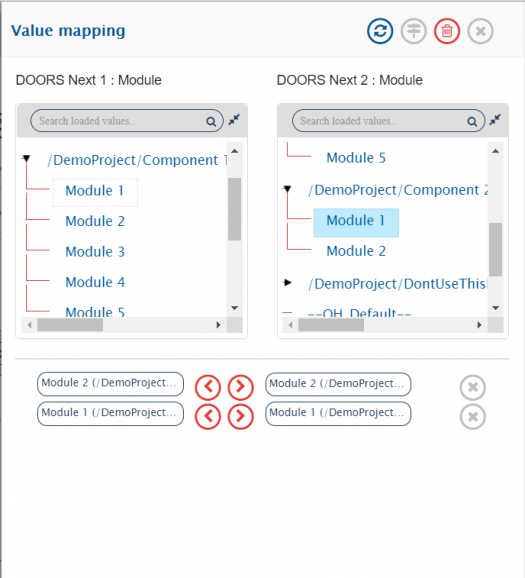 Value mapping
DOORS Next 1 : Module
DOORS Next 2 : Module
Search loaded values..
Search loaded values..
/DemoProject/Component 1
Module 1
Module 2
Module 3
Module 4
Module 5
Module 5
/DemoProject/Component 2
Module 1
Module 2
/DemoProject/DontUseThis
--OH Default--
Module 2 (/DemoProject...
Module 2 (/DemoProject...
Module 1 (/DemoProject...
Module 1 (/DemoProject...